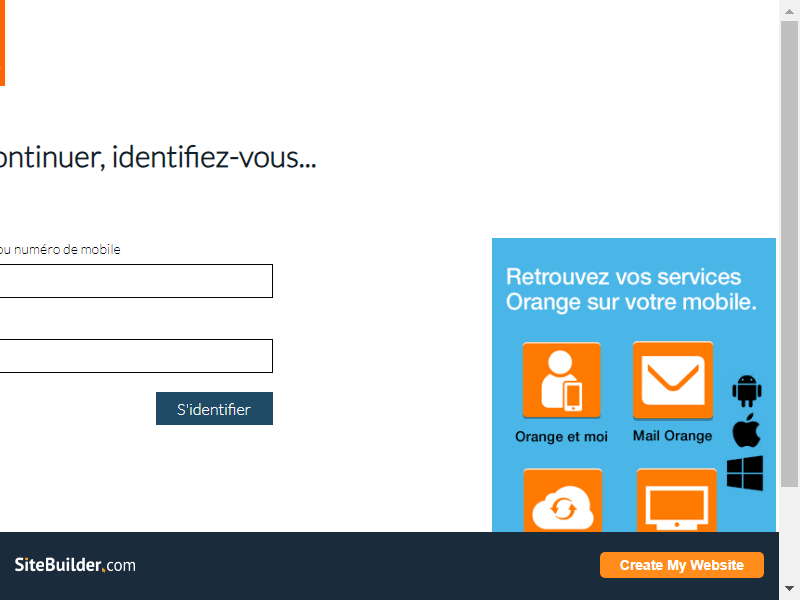 ontinuer, identifiez-vous...
ou numéro de mobile
S'identifier
Retrouvez vos services
Orange sur votre mobile.
Orange et moi
Mail Orange
SiteBuilder.com
Create My Website